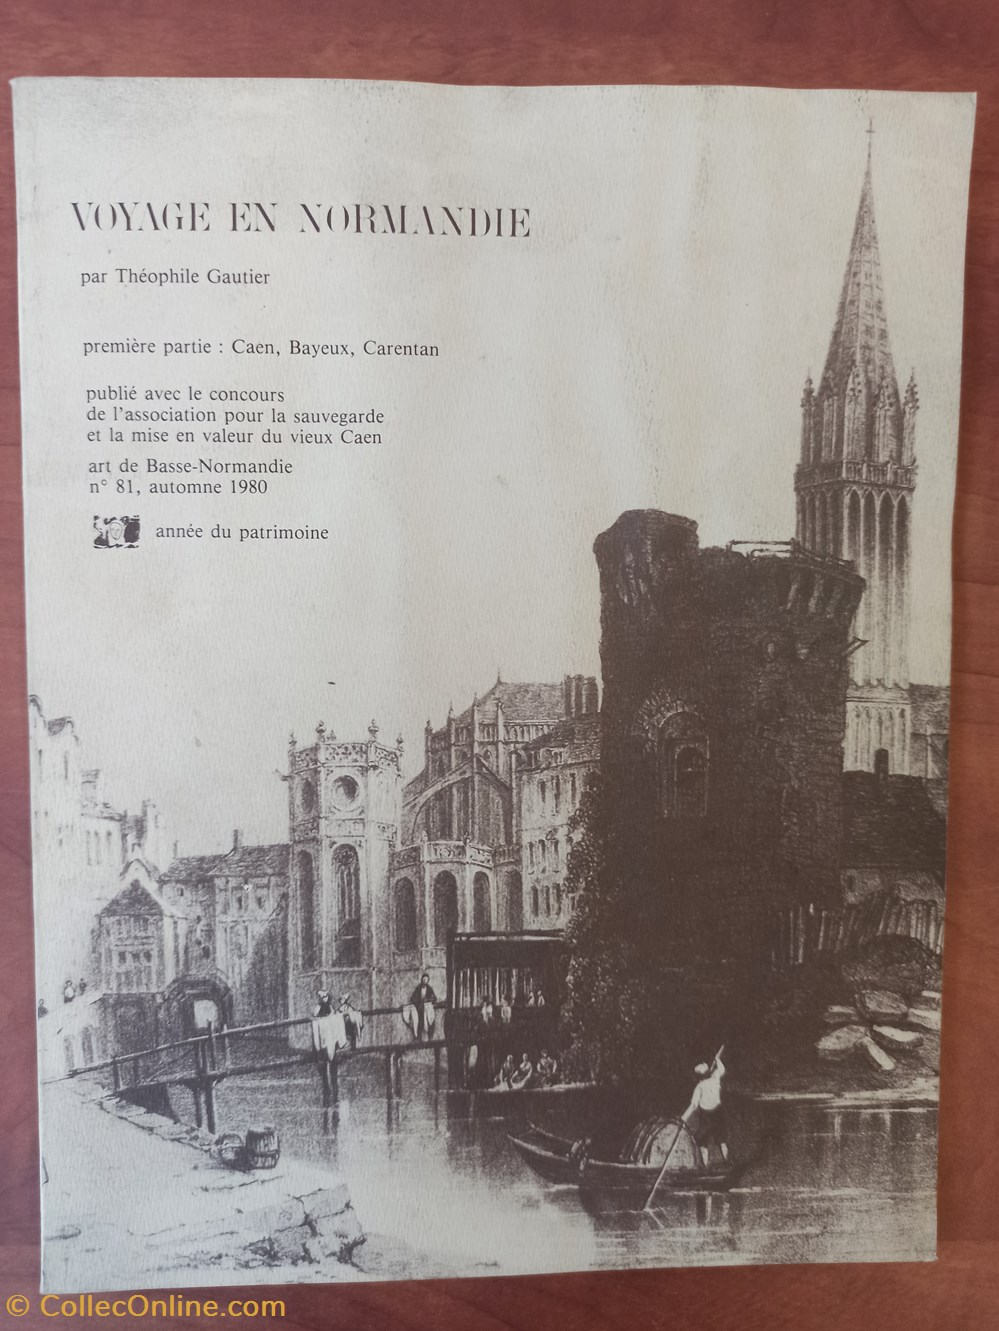 VOYAGE EN NORMANDIE
par Théophile Gautier
première partie : Caen, Bayeux, Carentan
publié avec le concours
de l'association pour la sauvegarde
et la mise en valeur du vieux Caen
art de Basse-Normandie
n° 81, automne 1980
année du patrimoine
© CollecOnline.com